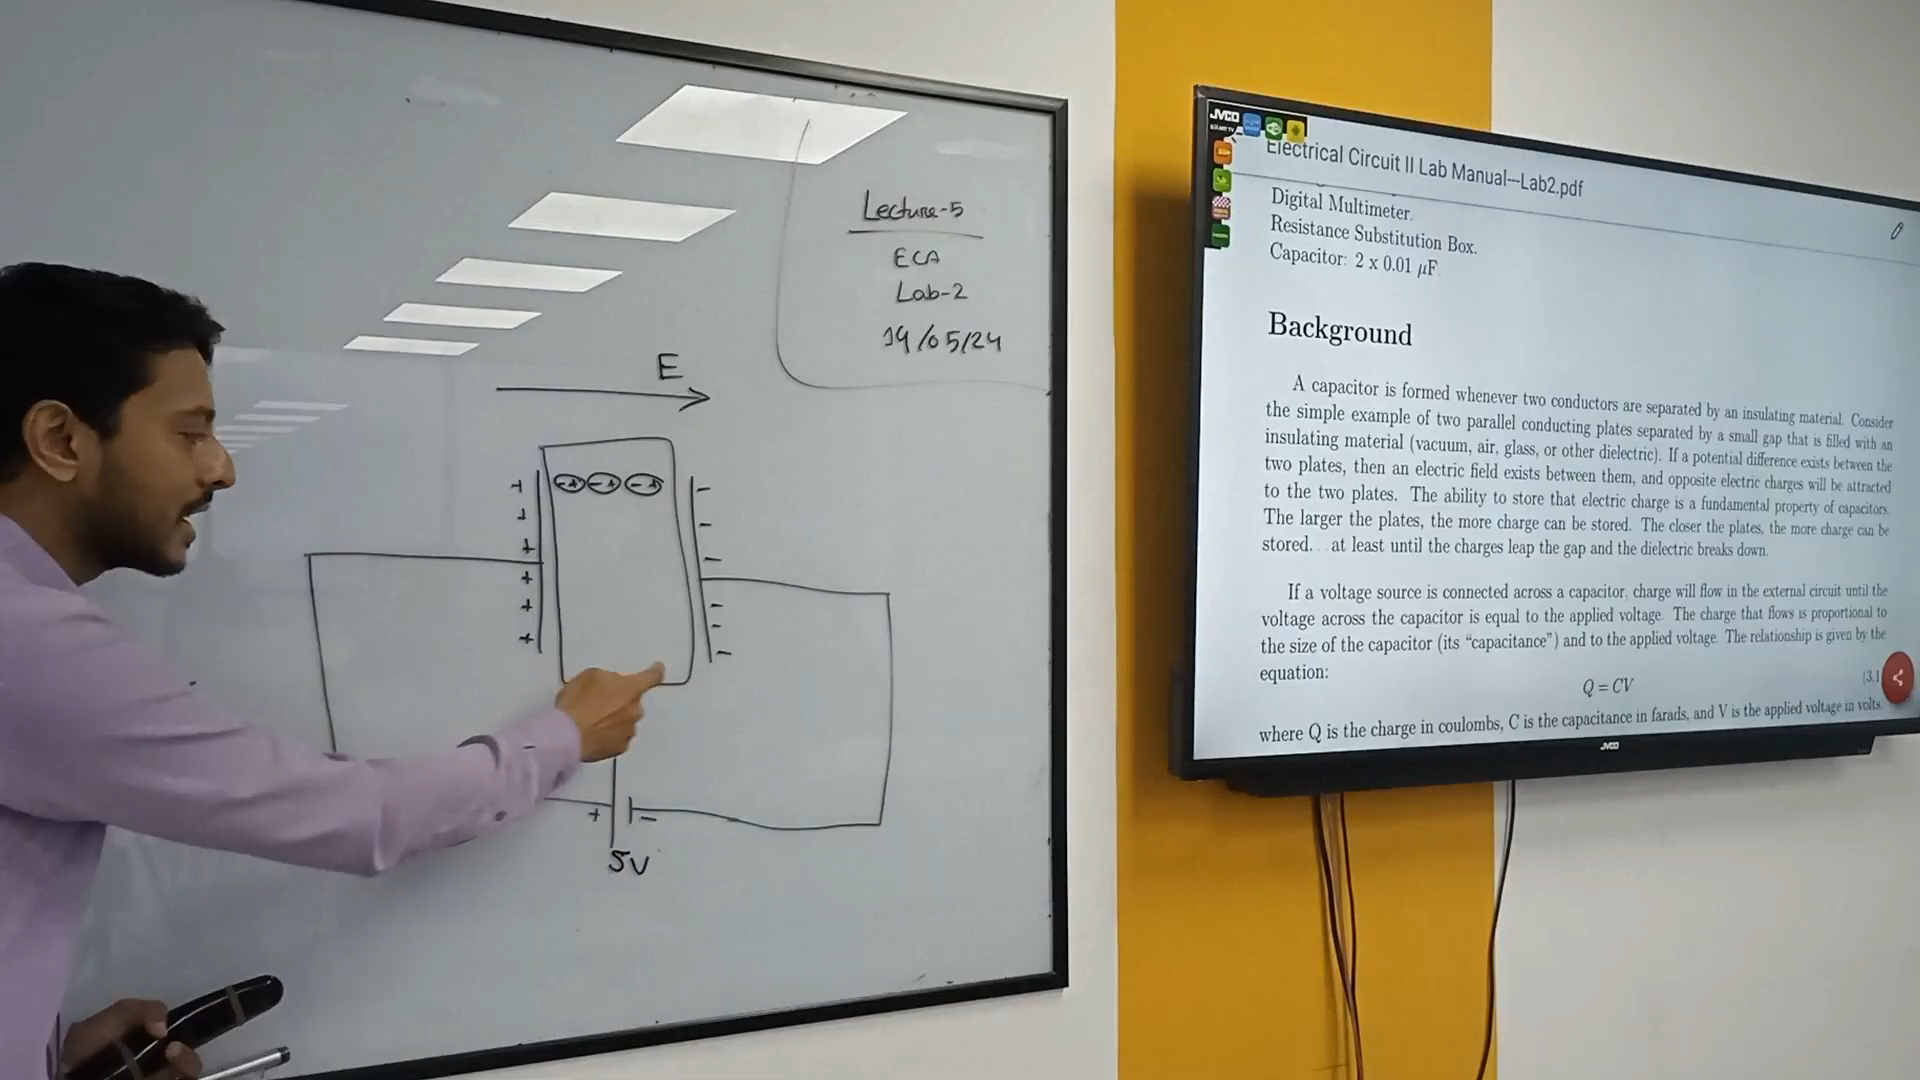 Lecture-5
ECA
Lab-2
19/05/24
E
+ -
+ -
+ -
+ -
+ -
+ -
+ -
5V
JVCO
Electrical Circuit II Lab Manual---Lab2.pdf
Digital Multimeter.
Resistance Substitution Box.
Capacitor: 2 x 0.01 μF.
Background
A capacitor is formed whenever two conductors are separated by an insulating material. Consider
the simple example of two parallel conducting plates separated by a small gap that is filled with an
insulating material (vacuum, air, glass, or other dielectric). If a potential difference exists between the
two plates, then an electric field exists between them, and opposite electric charges will be attracted
to the two plates. The ability to store that electric charge is a fundamental property of capacitors.
The larger the plates, the more charge can be stored. The closer the plates, the more charge can be
stored... at least until the charges leap the gap and the dielectric breaks down.
If a voltage source is connected across a capacitor, charge will flow in the external circuit until the
voltage across the capacitor is equal to the applied voltage. The charge that flows is proportional to
the size of the capacitor (its “capacitance”) and to the applied voltage. The relationship is given by the
equation:
Q = CV (3.1
where Q is the charge in coulombs, C is the capacitance in farads, and V is the applied voltage in volts.
JVCO